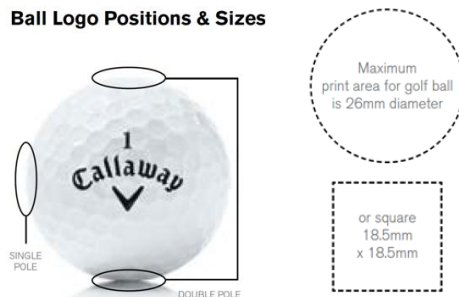 Ball Logo Positions & Sizes
1
Callaway
SINGLE
POLE
DOUBLE POLE
Maximum
print area for golf ball
is 26mm diameter
or square
18.5mm
x 18.5mm